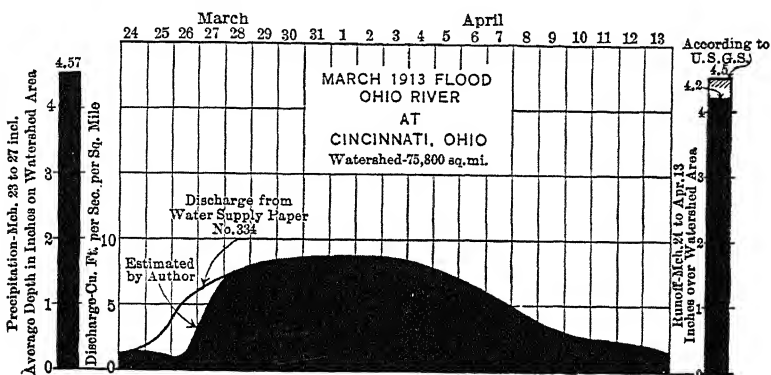 March
April
24 25 26 27 28 29 30 31 1 2 3 4 5 6 7 8 9 10 11 12 13
According to
U.S.G.S.
4.57
4.5
4.2
MARCH 1913 FLOOD
OHIO RIVER
AT
CINCINNATI, OHIO
Watershed-75,800 sq.mi.
Precipitation-Mch. 23 to 27 incl.
Average Depth in Inches on Watershed Area
4
3
2
1
0
Discharge-Cu. Ft. per Sec. per Sq. Mile
10
5
0
Discharge from
Water Supply Paper
No. 334
Estimated
by Author
Runoff-Mch. 24 to Apr. 13
Inches over Watershed Area
4
3
2
1
0